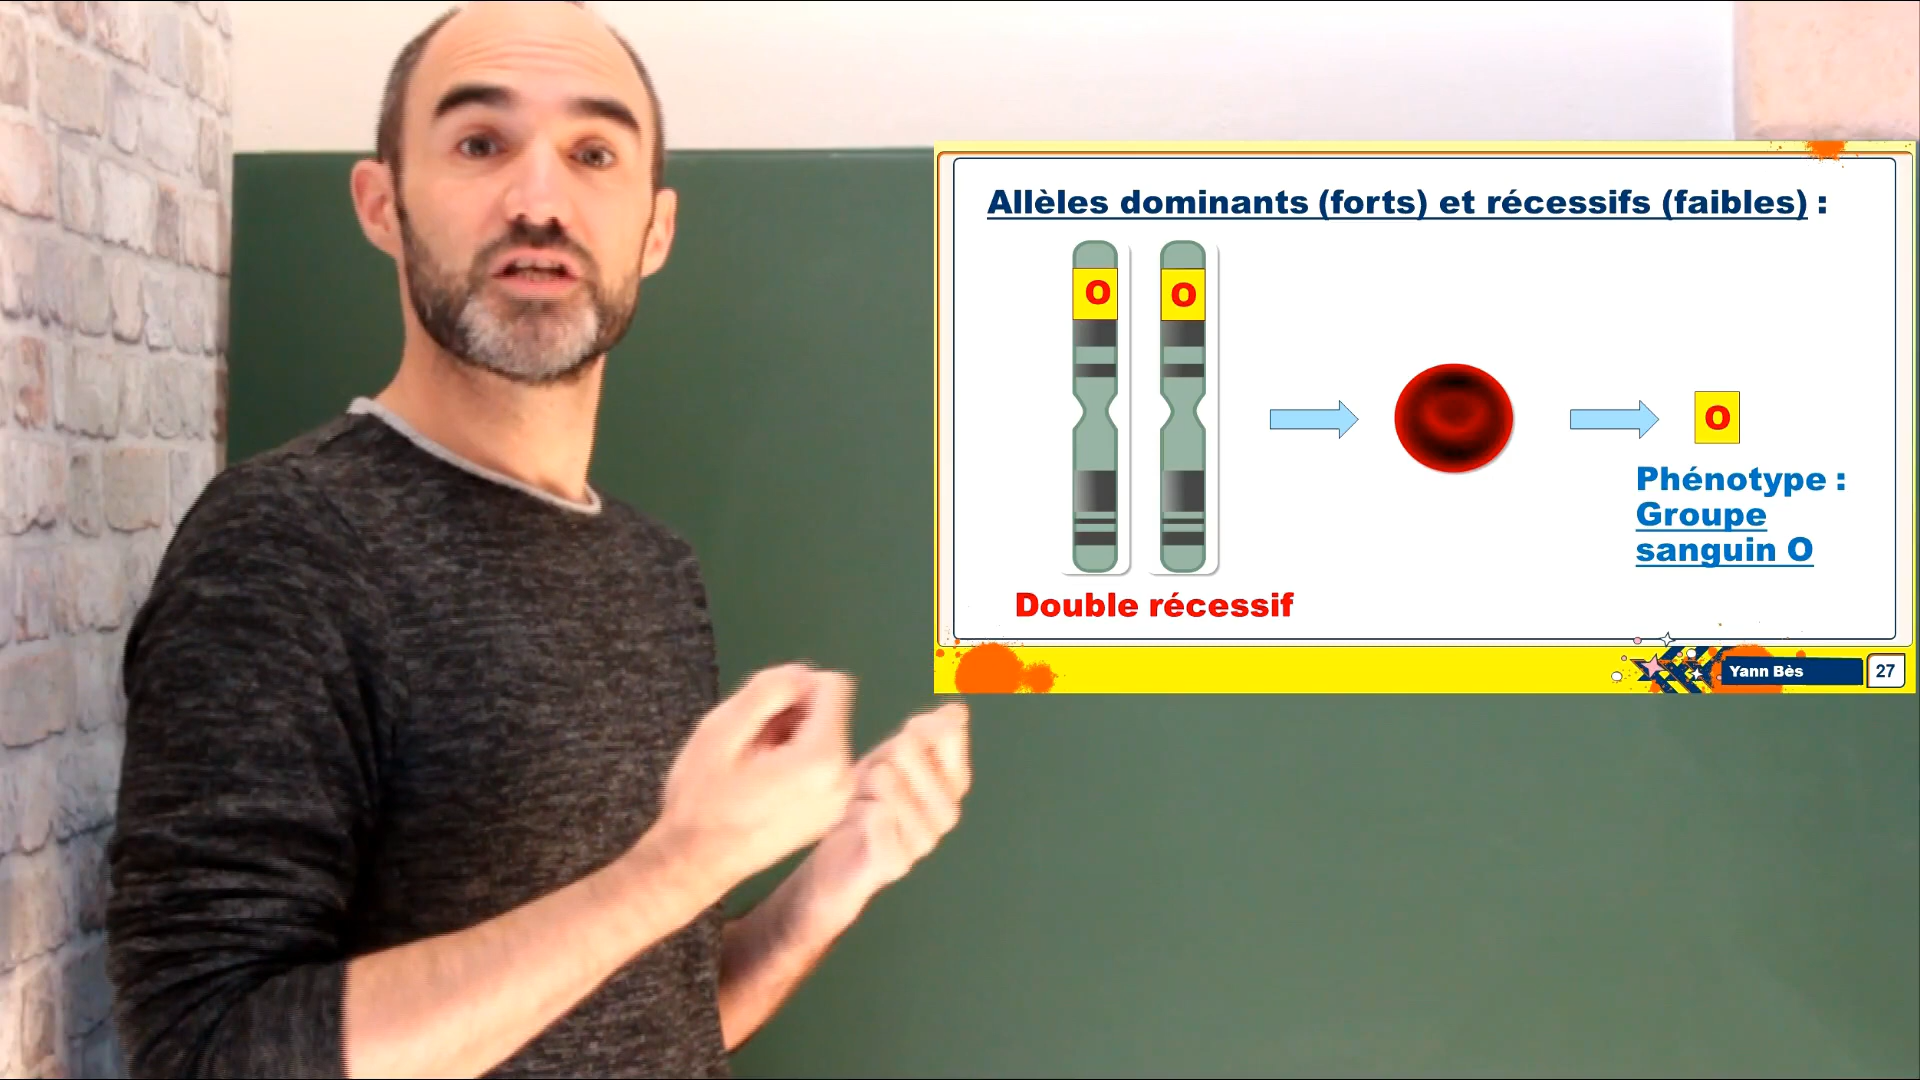 Allèles dominants (forts) et récessifs (faibles) :
O O
O
Phénotype :
Groupe
sanguin O
Double récessif
Yann Bès
27